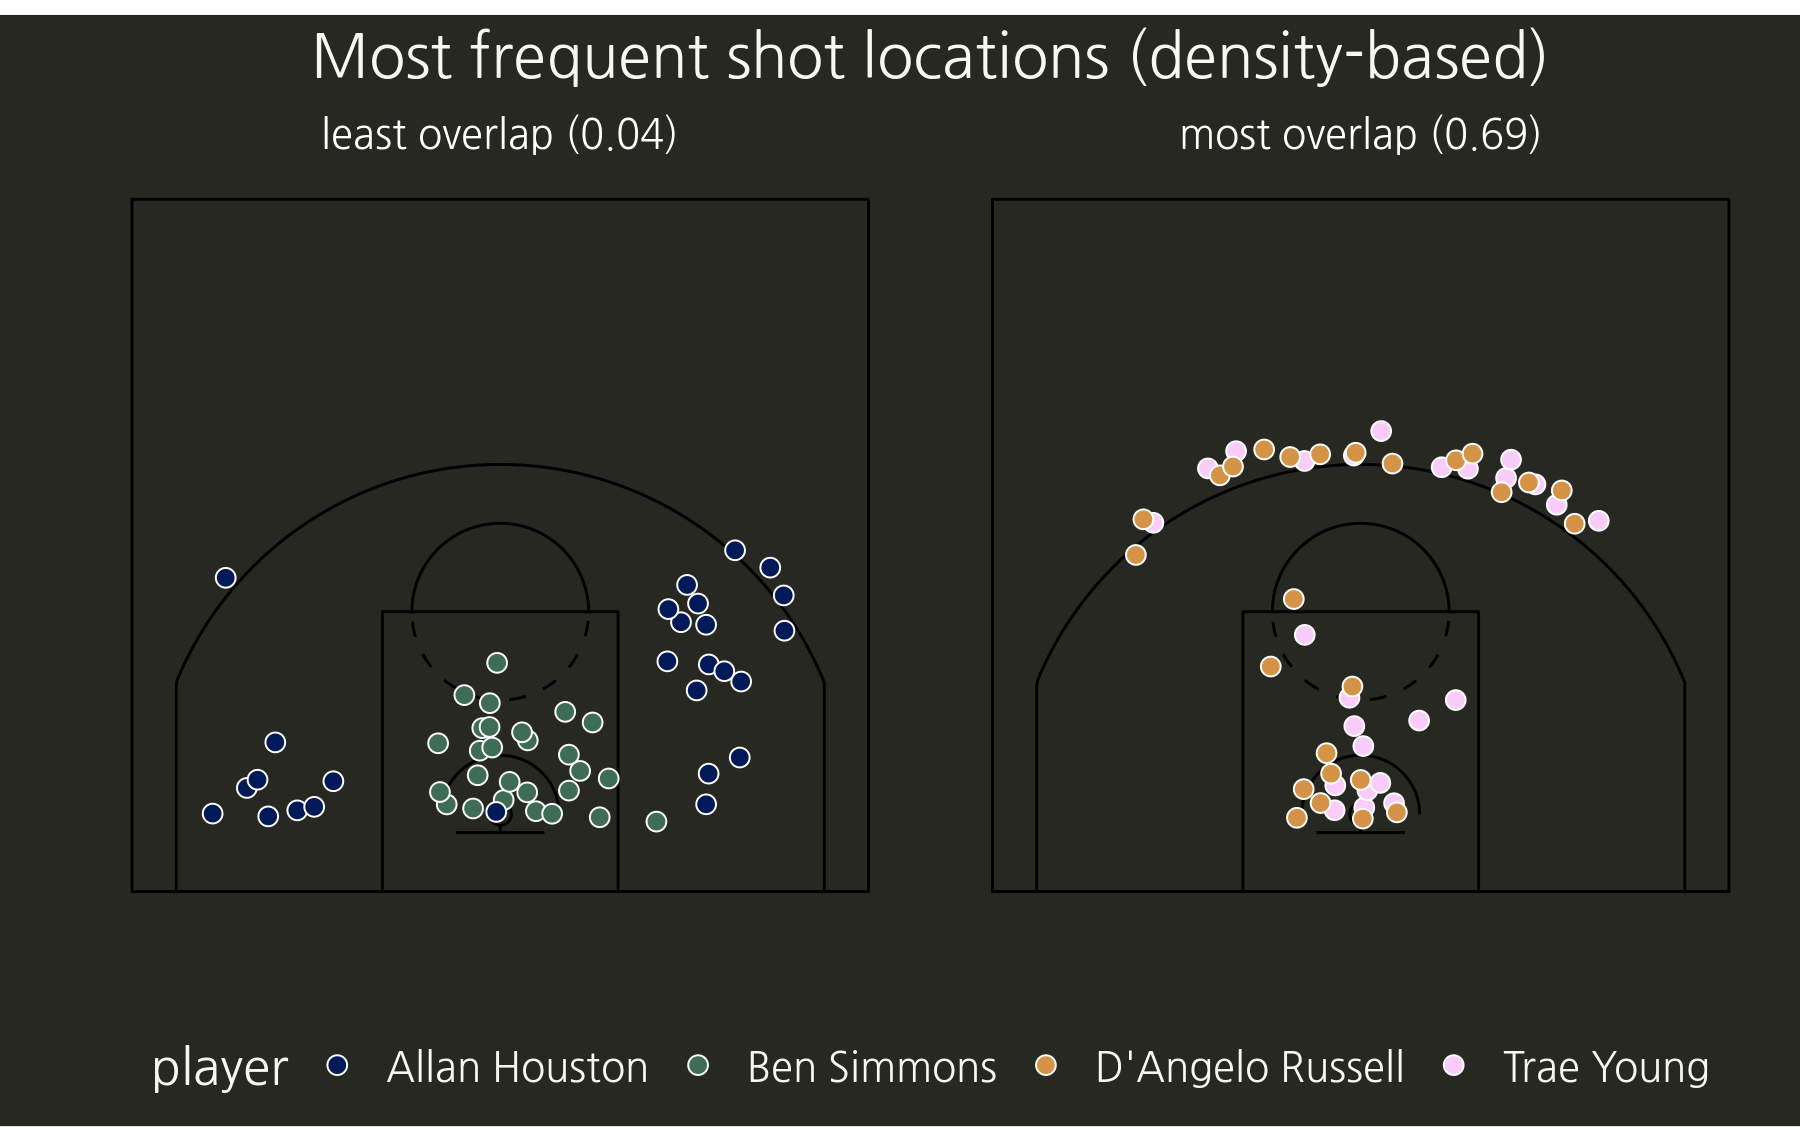 Most frequent shot locations (density-based)
least overlap (0.04)
most overlap (0.69)
player Allan Houston Ben Simmons D'Angelo Russell Trae Young